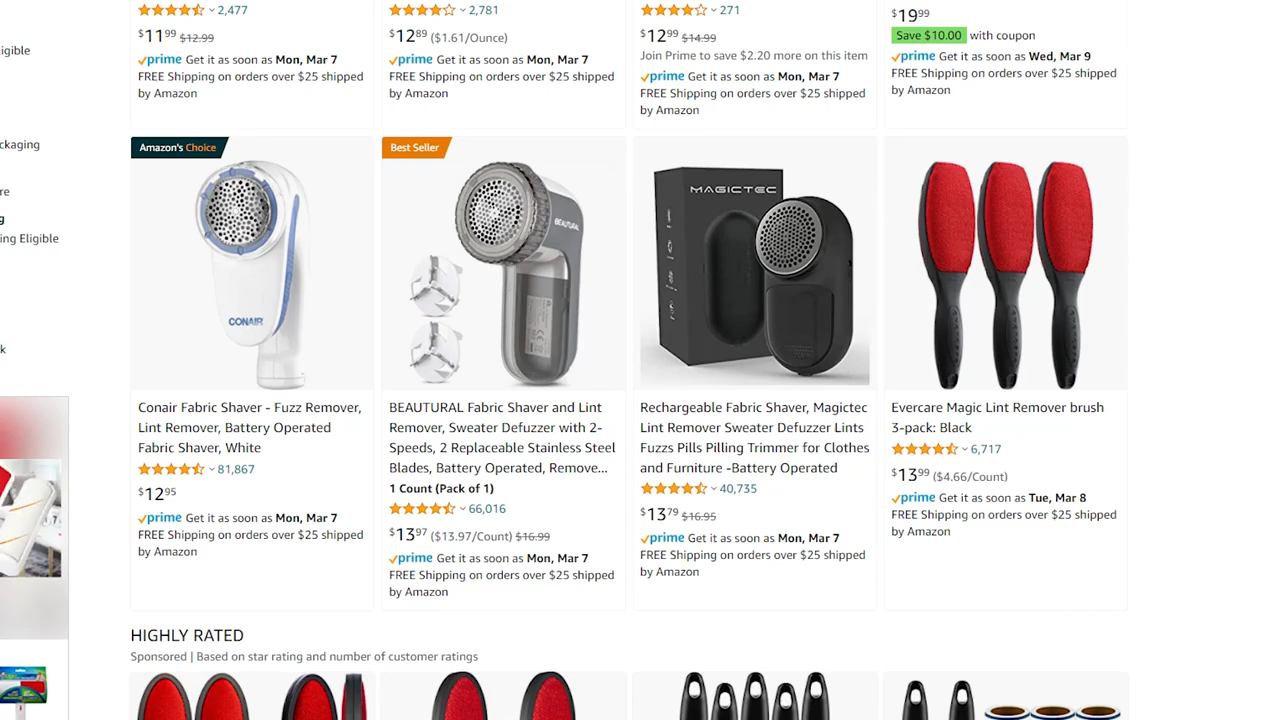 2,477
$11 99 $12.99
prime Get it as soon as Mon, Mar 7
FREE Shipping on orders over $25 shipped
by Amazon
2,781
$12 89 ($1.61/Ounce)
prime Get it as soon as Mon, Mar 7
FREE Shipping on orders over $25 shipped
by Amazon
271
$12 99 $14.99
Join Prime to save $2.20 more on this item
prime Get it as soon as Mon, Mar 7
FREE Shipping on orders over $25 shipped
by Amazon
$19 99
Save $10.00 with coupon
prime Get it as soon as Wed, Mar 9
FREE Shipping on orders over $25 shipped
by Amazon
ligible
ckaging
re
g
ing Eligible
k
Amazon's Choice
CONAIR
Conair Fabric Shaver - Fuzz Remover,
Lint Remover, Battery Operated
Fabric Shaver, White
81,867
$12 95
prime Get it as soon as Mon, Mar 7
FREE Shipping on orders over $25 shipped
by Amazon
Best Seller
BEAUTURAL
BEAUTURAL Fabric Shaver and Lint
Remover, Sweater Defuzzer with 2-
Speeds, 2 Replaceable Stainless Steel
Blades, Battery Operated, Remove...
1 Count (Pack of 1)
66,016
$13 97 ($13.97/Count) $16.99
prime Get it as soon as Mon, Mar 7
FREE Shipping on orders over $25 shipped
by Amazon
MAGICTEC
Rechargeable Fabric Shaver, Magictec
Lint Remover Sweater Defuzzer Lints
Fuzzs Pills Pilling Trimmer for Clothes
and Furniture -Battery Operated
40,735
$13 79 $16.95
prime Get it as soon as Mon, Mar 7
FREE Shipping on orders over $25 shipped
by Amazon
Evercare Magic Lint Remover brush
3-pack: Black
6,717
$13 99 ($4.66/Count)
prime Get it as soon as Tue, Mar 8
FREE Shipping on orders over $25 shipped
by Amazon
HIGHLY RATED
Sponsored | Based on star rating and number of customer ratings